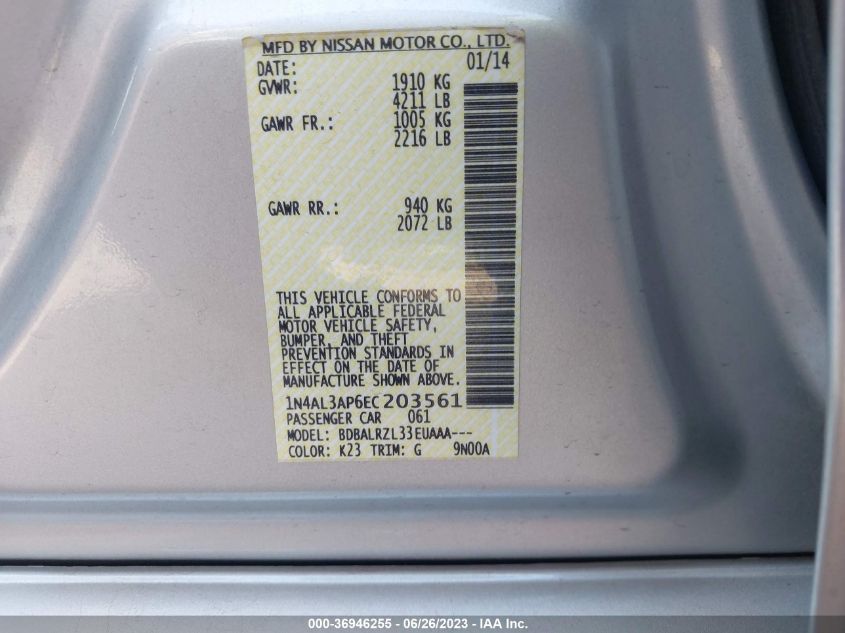 MFD BY NISSAN MOTOR CO., LTD.
DATE: 01/14
GVWR: 1910 KG
4211 LB
GAWR FR.: 1005 KG
2216 LB
GAWR RR.: 940 KG
2072 LB
THIS VEHICLE CONFORMS TO
ALL APPLICABLE FEDERAL
MOTOR VEHICLE SAFETY,
BUMPER, AND THEFT
PREVENTION STANDARDS IN
EFFECT ON THE DATE OF
MANUFACTURE SHOWN ABOVE.
1N4AL3AP6EC203561
PASSENGER CAR 061
MODEL: BDBALRZL33EUAAA---
COLOR: K23 TRIM: G 9N00A
000-36946255 - 06/26/2023 - IAA Inc.